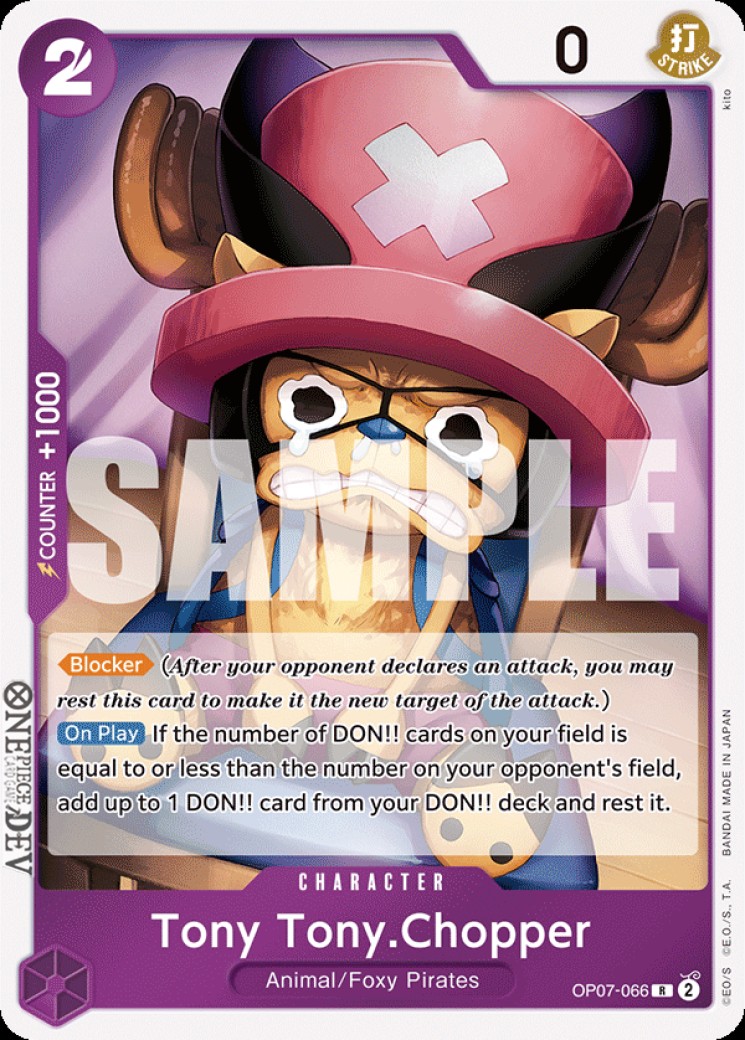 2
0
打
STRIKE
kito
COUNTER +1000
SAMPLE
Blocker (After your opponent declares an attack, you may
rest this card to make it the new target of the attack.)
On Play If the number of DON!! cards on your field is
equal to or less than the number on your opponent's field,
add up to 1 DON!! card from your DON!! deck and rest it.
ONE PIECE
CARD GAME
DEV
CHARACTER
Tony Tony.Chopper
Animal/Foxy Pirates
OP07-066 R 2
©EO/S ©E.O./S., T.A. BANDAI MADE IN JAPAN